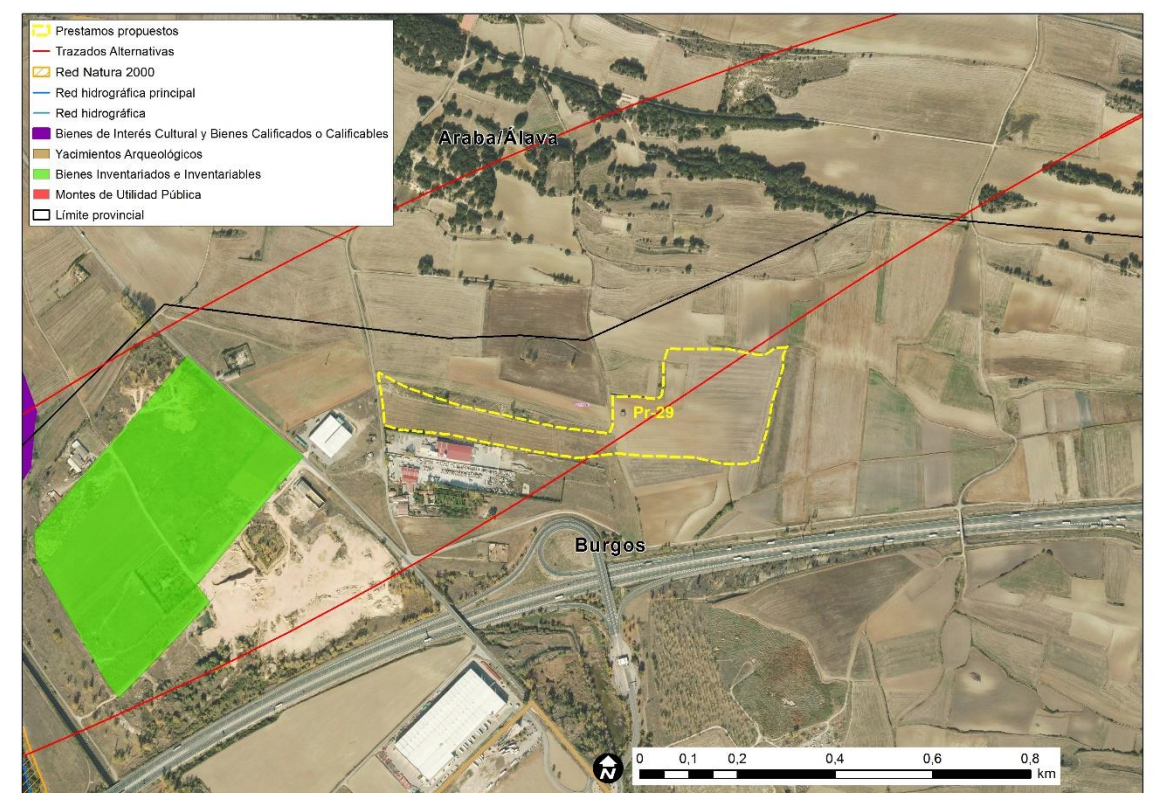 Prestamos propuestos
Trazados Alternativas
Red Natura 2000
Red hidrográfica principal
Red hidrográfica
Bienes de Interés Cultural y Bienes Calificados o Calificables
Yacimientos Arqueológicos
Bienes Inventariados e Inventariables
Montes de Utilidad Pública
Límite provincial
Araba/Álava
Pr-29
Burgos
N
0 0,1 0,2 0,4 0,6 0,8
km